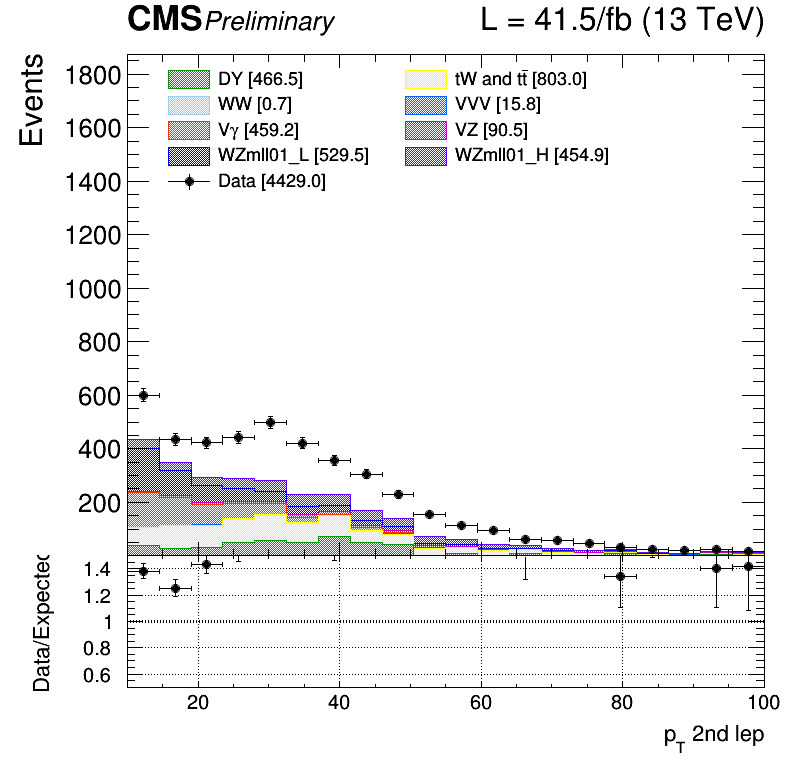 CMS Preliminary L = 41.5/fb (13 TeV)
Events
1800
1600
1400
1200
1000
800
600
400
200
DY [466.5]
tW and tt̄ [803.0]
WW [0.7]
VVV [15.8]
Vγ [459.2]
VZ [90.5]
WZmll01_L [529.5]
WZmll01_H [454.9]
Data [4429.0]
Data/Expected
1.4
1.2
1
0.8
0.6
20 40 60 80 100
p_T 2nd lep